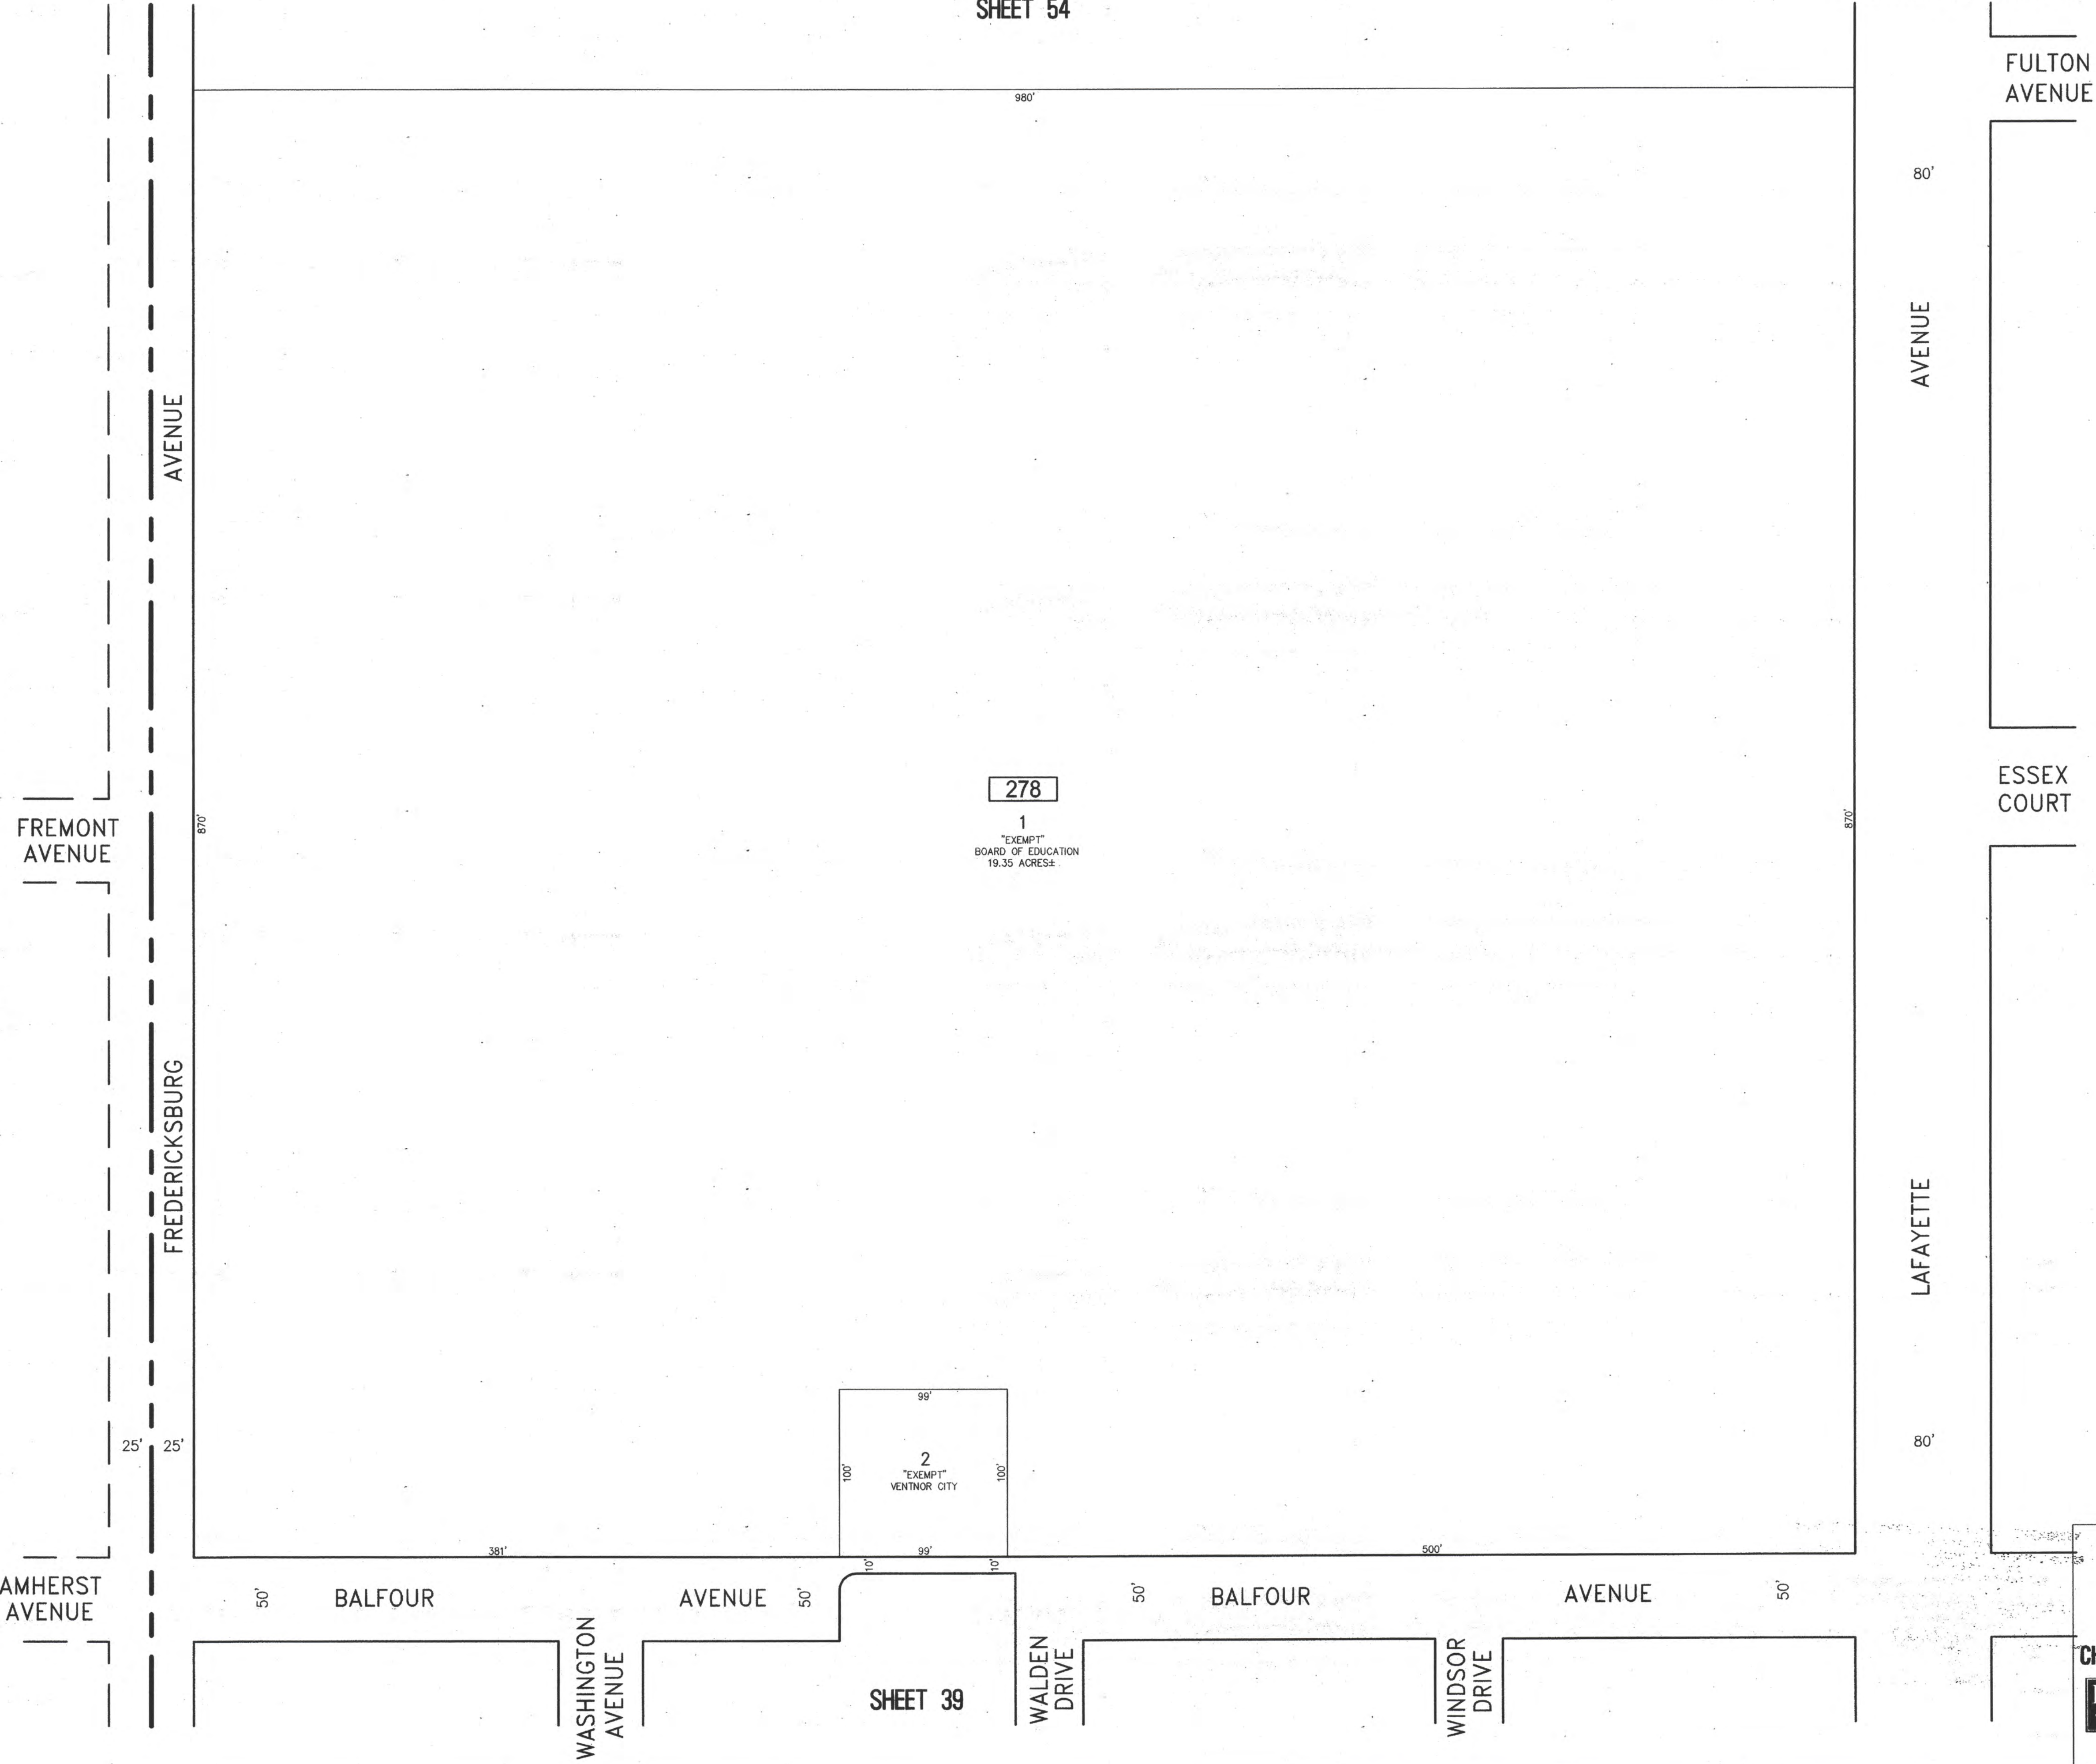 SHEET 54
FULTON
AVENUE
980'
80'
AVENUE
AVENUE
278
1
"EXEMPT"
BOARD OF EDUCATION
19.35 ACRES±
870'
870'
ESSEX
COURT
FREMONT
AVENUE
FREDERICKSBURG
LAFAYETTE
99'
25'
25'
80'
2
"EXEMPT"
VENTNOR CITY
100'
100'
381'
99'
500'
10'
10'
AMHERST
AVENUE
50'
BALFOUR
AVENUE
50'
50'
BALFOUR
AVENUE
50'
WASHINGTON
AVENUE
SHEET 39
WALDEN
DRIVE
WINDSOR
DRIVE